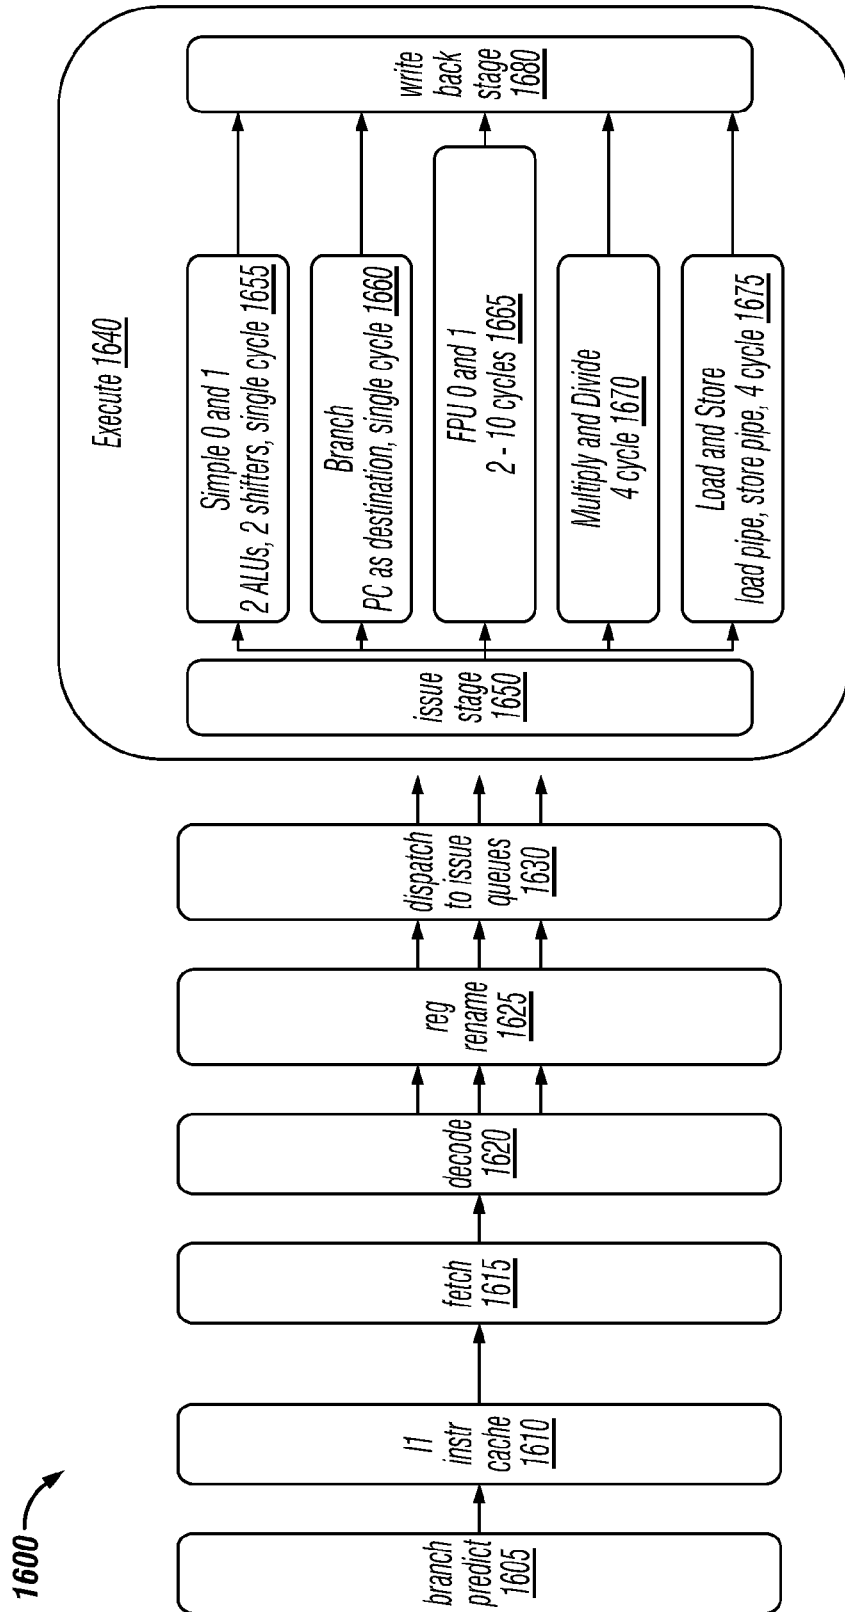 1600
branch
predict
1605
I1
instr
cache
1610
fetch
1615
decode
1620
reg
rename
1625
dispatch
to issue
queues
1630
Execute 1640
issue
stage
1650
Simple 0 and 1
2 ALUs, 2 shifters, single cycle 1655
Branch
PC as destination, single cycle 1660
FPU 0 and 1
2 - 10 cycles 1665
Multiply and Divide
4 cycle 1670
Load and Store
load pipe, store pipe, 4 cycle 1675
write
back
stage
1680